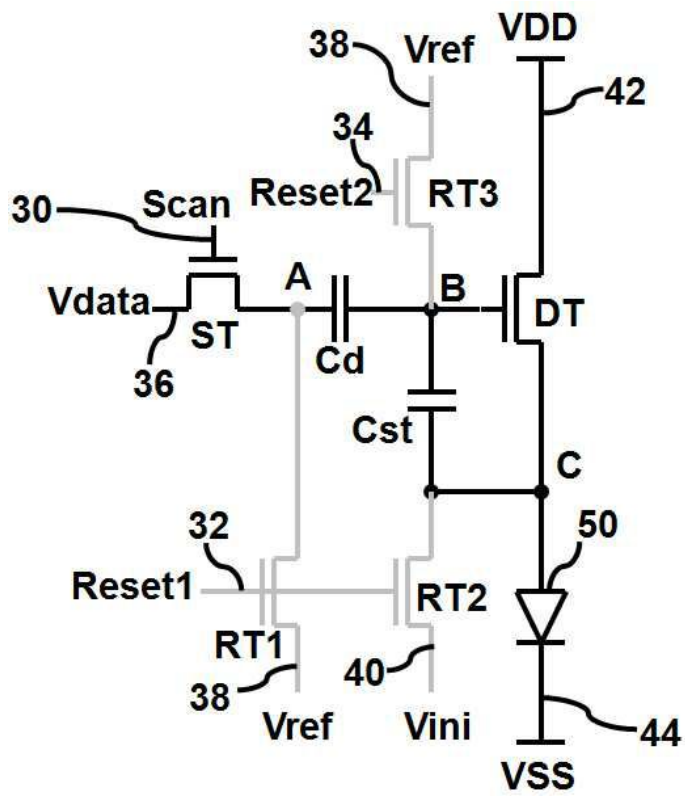 38
Vref
VDD
42
34
Reset2
RT3
30
Scan
A
B
Vdata
ST
Cd
DT
36
Cst
C
32
50
Reset1
RT1
RT2
38
40
Vref
Vini
44
VSS